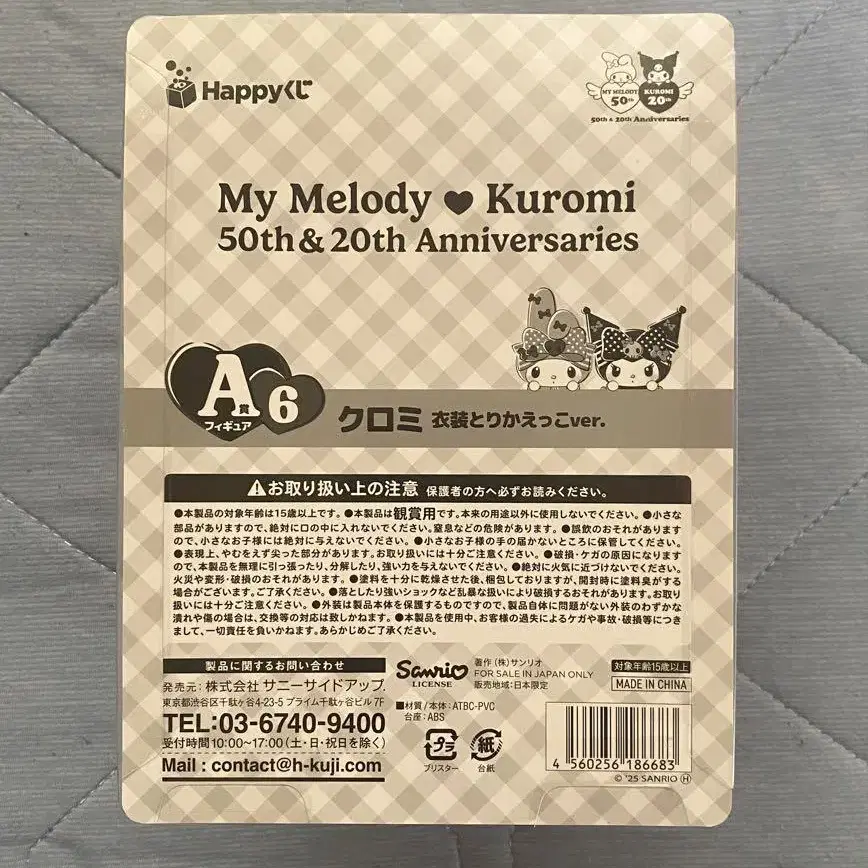 Happyくじ
MY MELODY 50th
KUROMI 20th
50th & 20th Anniversaries
My Melody ♥ Kuromi
50th & 20th Anniversaries
A賞 6
フィギュア
クロミ 衣装とりかえっこver.
⚠お取り扱い上の注意 保護者の方へ必ずお読みください。
●本製品の対象年齢は15歳以上です。●本製品は観賞用です。本来の用途以外に使用しないでください。●小さな
部品がありますので、絶対に口の中に入れないでください。窒息などの危険があります。●誤飲のおそれがあります
ので、小さなお子様には絶対に与えないでください。●小さなお子様の手の届かないところに保管してください。
●表現上、やむをえず尖った部分があります。お取り扱いには十分ご注意ください。●破損・ケガの原因になります
ので、本製品を無理に引っ張ったり、分解したり、強い力を与えないでください。●絶対に火気に近づけないでください。
火災や変形・破損のおそれがあります。●塗料を十分に乾燥させた後、梱包しておりますが、開封時に塗料臭がする
場合がございます。ご了承ください。●落としたり強いショックなど乱暴な扱いにより破損するおそれがあります。お取り
扱いには十分ご注意ください。●外装は製品本体を保護するものですので、製品自体に問題がない外装のわずかな
潰れや傷の場合は、交換等の対応は致しかねます。●本製品を使用中、お客様の過失によるケガや事故・破損等につき
まして、一切責任を負いかねます。あらかじめご了承ください。
製品に関するお問い合わせ
発売元：株式会社 サニーサイドアップ
東京都渋谷区千駄ヶ谷4-23-5 プライム千駄ヶ谷ビル 7F
TEL:03-6740-9400
受付時間10:00~17:00（土・日・祝日を除く）
Mail : contact@h-kuji.com
Sanrio
LICENSE
著作（株）サンリオ
FOR SALE IN JAPAN ONLY
販売地域：日本限定
■材質/本体：ATBC-PVC
台座：ABS
プラ
ブリスター
紙
台紙
対象年齢15歳以上
MADE IN CHINA
4 560256 186683
© '25 SANRIO Ⓗ